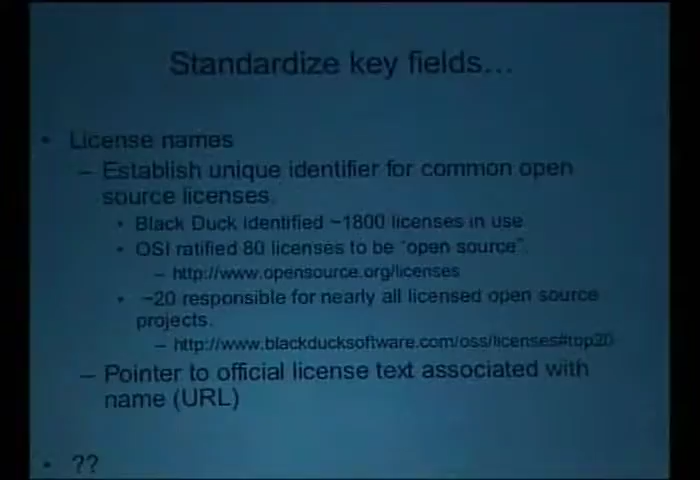 Standardize key fields...
• License names
– Establish unique identifier for common open
source licenses.
• Black Duck identified ~1800 licenses in use
• OSI ratified 80 licenses to be "open source".
– http://www.opensource.org/licenses
• ~20 responsible for nearly all licensed open source
projects.
– http://www.blackducksoftware.com/oss/licenses#top20
– Pointer to official license text associated with
name (URL)
• ??